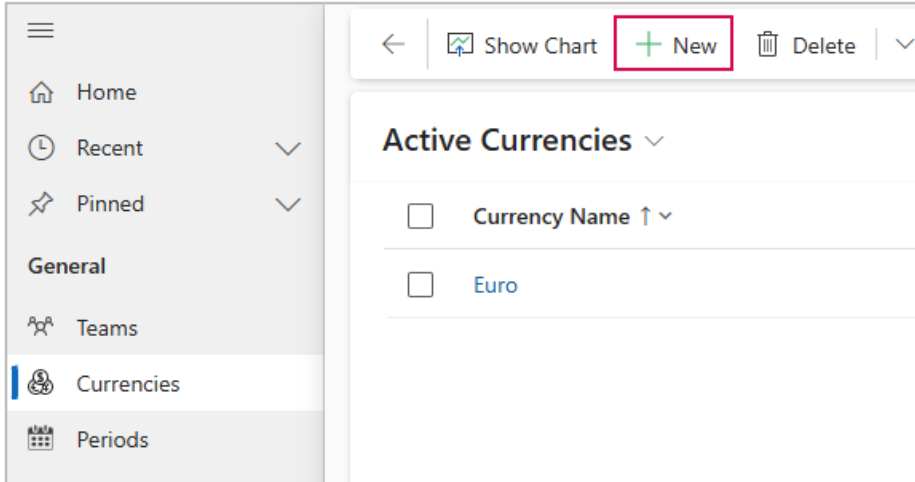 Show Chart
New
Delete
Home
Recent
Pinned
General
Teams
Currencies
Periods
Active Currencies
Currency Name
Euro